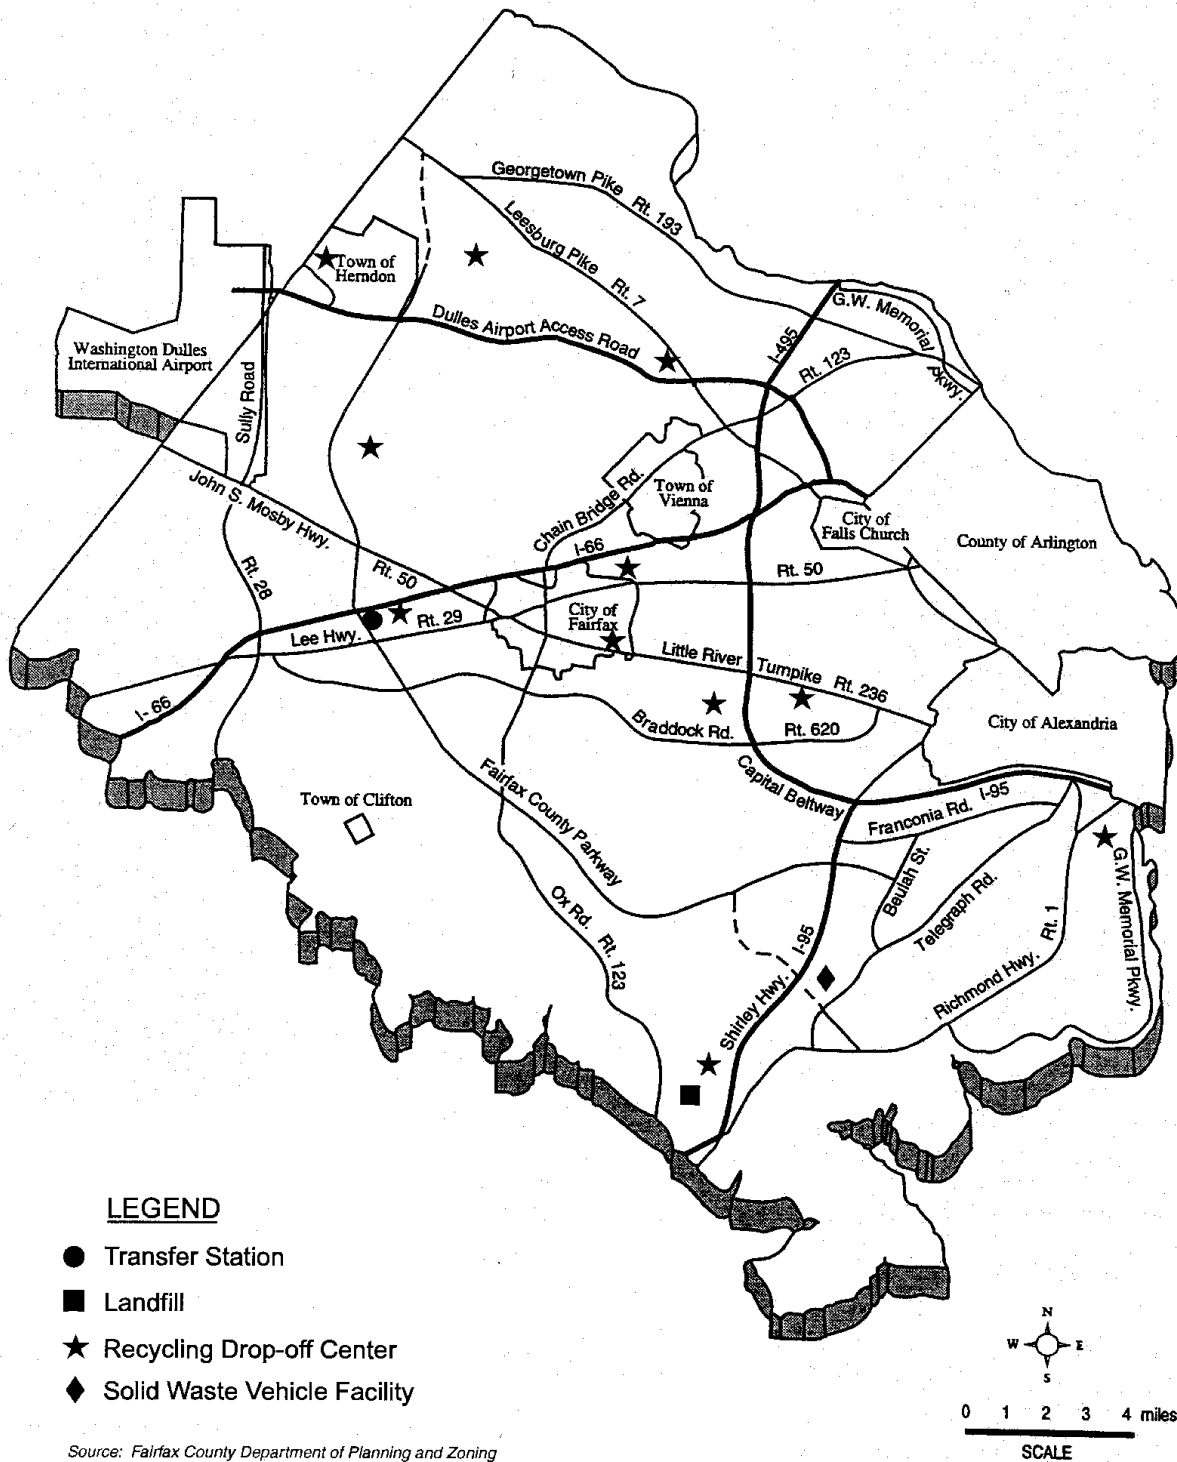 Georgetown Pike Rt. 193
Leesburg Pike Rt. 7
Town of
Herndon
G.W. Memorial Pkwy.
Dulles Airport Access Road
I-495
Rt. 123
Washington Dulles
International Airport
Sully Road
John S. Mosby Hwy. Rt. 50
Chain Bridge Rd.
Town of
Vienna
City of
Falls Church
County of Arlington
I-66
Rt. 50
Rt. 28
City of
Fairfax
Lee Hwy. Rt. 29
Little River Turnpike Rt. 236
I-66
Braddock Rd. Rt. 620
City of Alexandria
Capital Beltway
Fairfax County Parkway
Town of Clifton
Franconia Rd. I-95
Beulah St.
Telegraph Rd.
G.W. Memorial Pkwy.
Ox Rd. Rt. 123
Shirley Hwy. I-95
Richmond Hwy. Rt. 1
LEGEND
Transfer Station
Landfill
Recycling Drop-off Center
Solid Waste Vehicle Facility
N
W E
S
0 1 2 3 4 miles
SCALE
Source: Fairfax County Department of Planning and Zoning